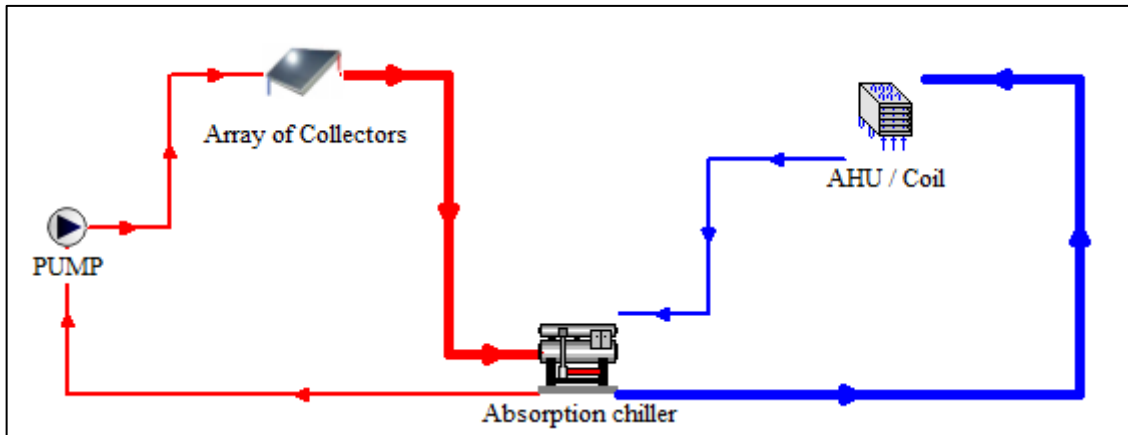 Array of Collectors
AHU / Coil
PUMP
Absorption chiller